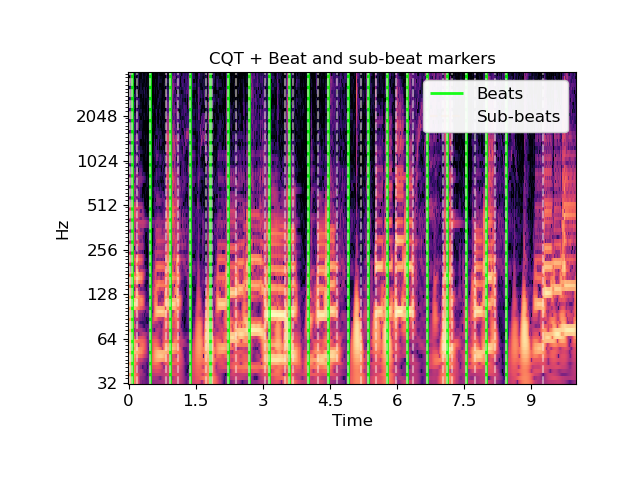 CQT + Beat and sub-beat markers
Beats
Sub-beats
2048
1024
512
256
128
64
32
Hz
0 1.5 3 4.5 6 7.5 9
Time